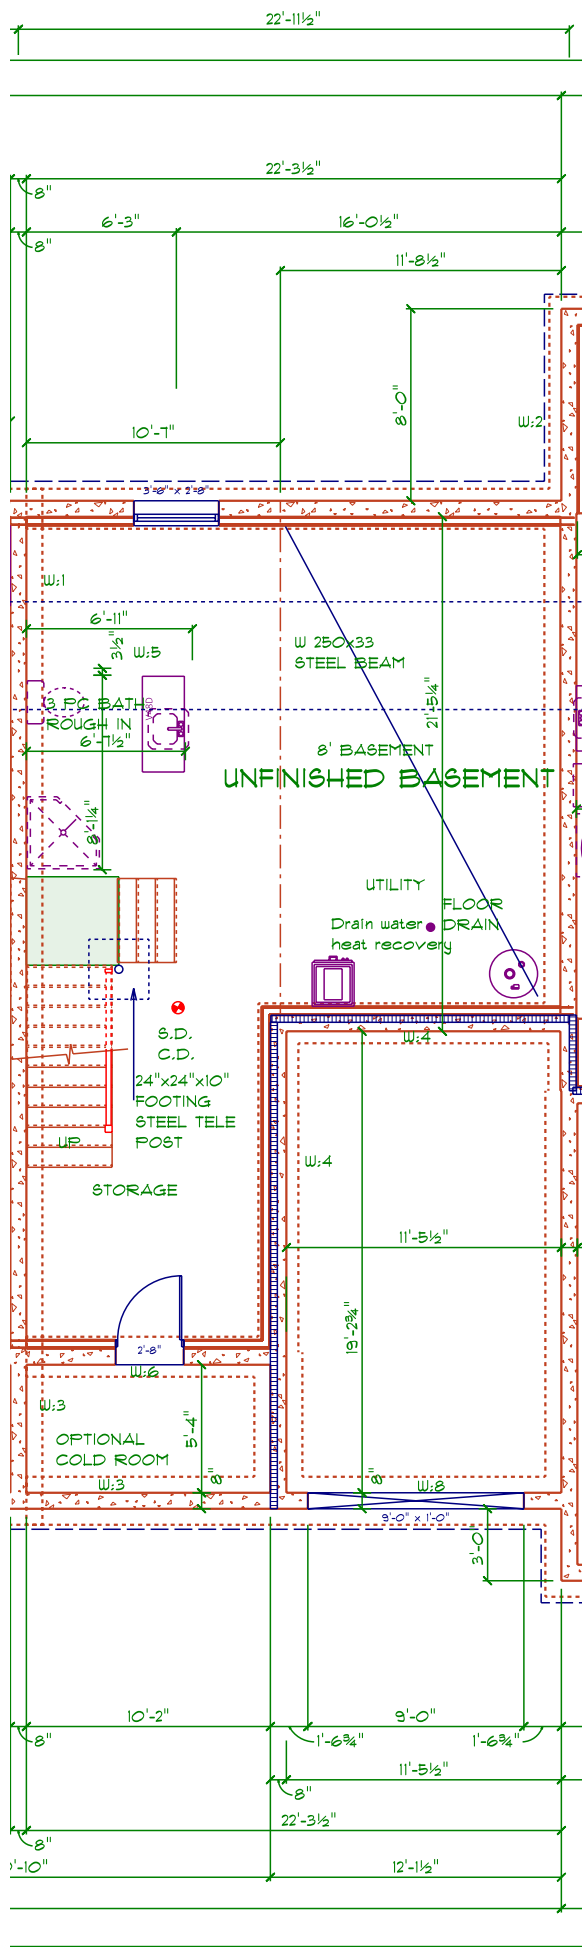 22'-11½"
22'-3½"
8"
6'-3"
16'-0½"
8"
11'-8½"
8'-0"
W:2
10'-7"
3'-6" x 2'-8"
W:1
6'-11"
3½"
W:5
W 250x33
STEEL BEAM
3 PC BATH
ROUGH IN
6'-7½"
21'-5¼"
8' BASEMENT
UNFINISHED BASEMENT
8'-1¼"
UTILITY
FLOOR
DRAIN
Drain water
heat recovery
S.D.
C.D.
W:4
24"x24"x10"
FOOTING
STEEL TELE
POST
UP
W:4
STORAGE
11'-5½"
19'-2¾"
2'-8"
W:6
W:3
5'-4"
OPTIONAL
COLD ROOM
8"
8"
W:3
W:8
9'-0" x 1'-0"
3'-0"
10'-2"
9'-0"
8"
1'-6¾"
1'-6¾"
11'-5½"
8"
22'-3½"
8"
'-10"
12'-1½"